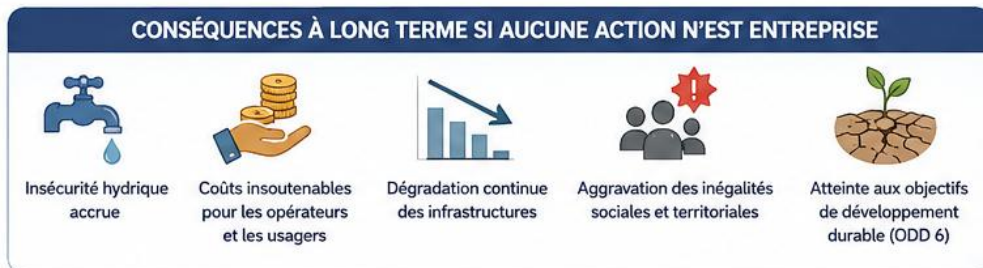 CONSÉQUENCES À LONG TERME SI AUCUNE ACTION N'EST ENTREPRISE
Insécurité hydrique
accrue
Coûts insoutenables
pour les opérateurs
et les usagers
Dégradation continue
des infrastructures
Aggravation des inégalités
sociales et territoriales
Atteinte aux objectifs
de développement
durable (ODD 6)